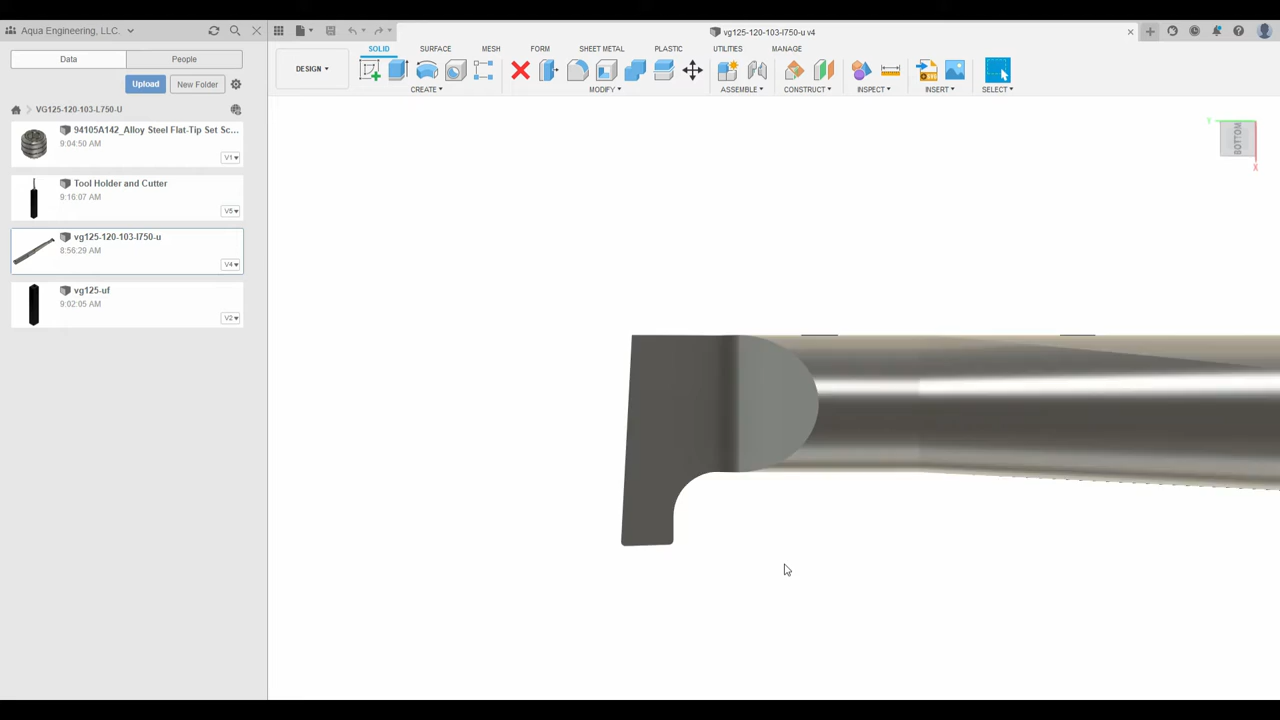 Aqua Engineering, LLC.
vg125-120-103-l750-u v4
Data
People
SOLID
SURFACE
MESH
FORM
SHEET METAL
PLASTIC
UTILITIES
MANAGE
DESIGN
Upload
New Folder
CREATE
MODIFY
ASSEMBLE
CONSTRUCT
INSPECT
INSERT
SELECT
VG125-120-103-L750-U
94105A142_Alloy Steel Flat-Tip Set Sc...
9:04:50 AM
V1
Tool Holder and Cutter
9:16:07 AM
V5
vg125-120-103-l750-u
8:56:29 AM
V4
vg125-uf
9:02:05 AM
V2
Y
BOTTOM
X